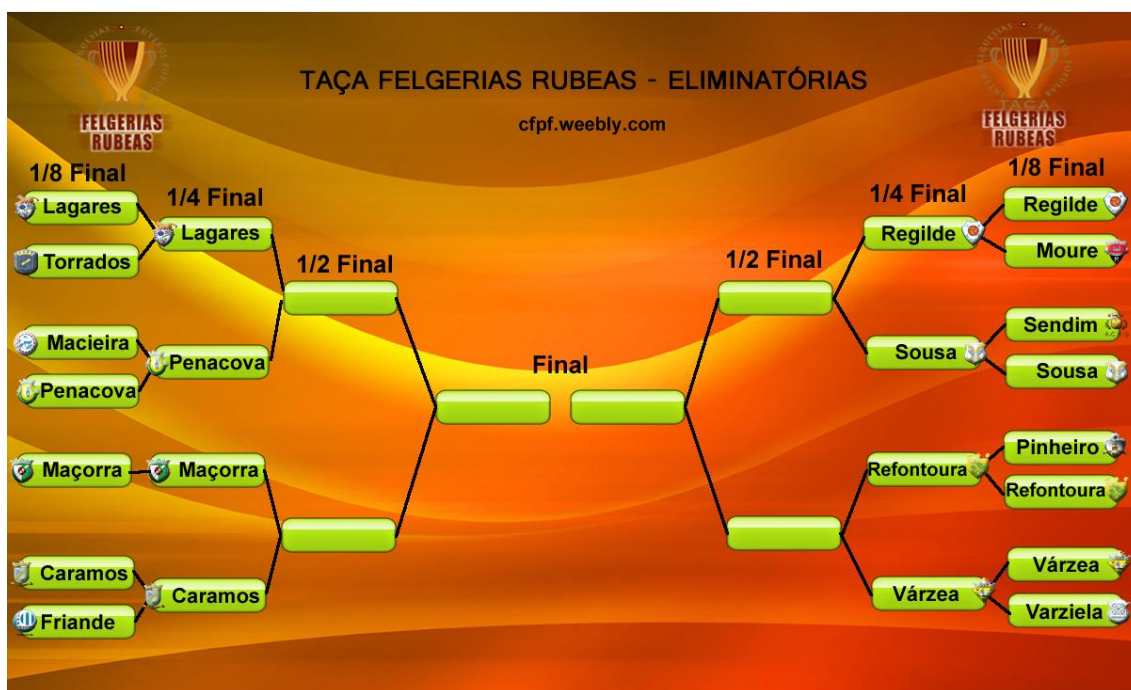 TAÇA FELGERIAS RUBEAS - ELIMINATÓRIAS
cfpf.weebly.com
TAÇA
FELGERIAS
RUBEAS
TAÇA
FELGERIAS
RUBEAS
1/8 Final
Lagares
Torrados
Macieira
Penacova
Maçorra
Caramos
Friande
1/4 Final
Lagares
Penacova
Maçorra
Caramos
1/2 Final
Final
1/2 Final
1/4 Final
Regilde
Sousa
Refontoura
Várzea
1/8 Final
Regilde
Moure
Sendim
Sousa
Pinheiro
Refontoura
Várzea
Varziela